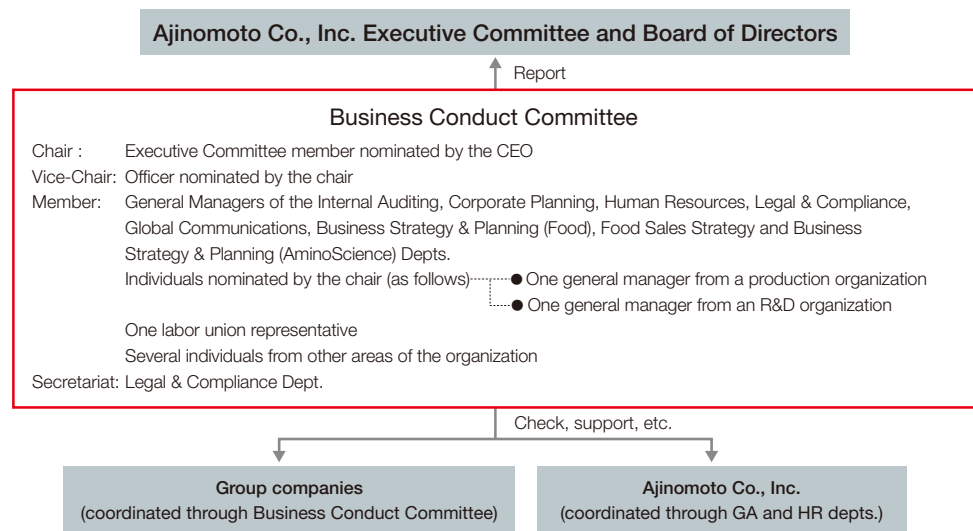 Ajinomoto Co., Inc. Executive Committee and Board of Directors
Report
Business Conduct Committee
Chair : Executive Committee member nominated by the CEO
Vice-Chair: Officer nominated by the chair
Member: General Managers of the Internal Auditing, Corporate Planning, Human Resources, Legal & Compliance,
Global Communications, Business Strategy & Planning (Food), Food Sales Strategy and Business
Strategy & Planning (AminoScience) Depts.
Individuals nominated by the chair (as follows) ● One general manager from a production organization
● One general manager from an R&D organization
One labor union representative
Several individuals from other areas of the organization
Secretariat: Legal & Compliance Dept.
Check, support, etc.
Group companies
(coordinated through Business Conduct Committee)
Ajinomoto Co., Inc.
(coordinated through GA and HR depts.)